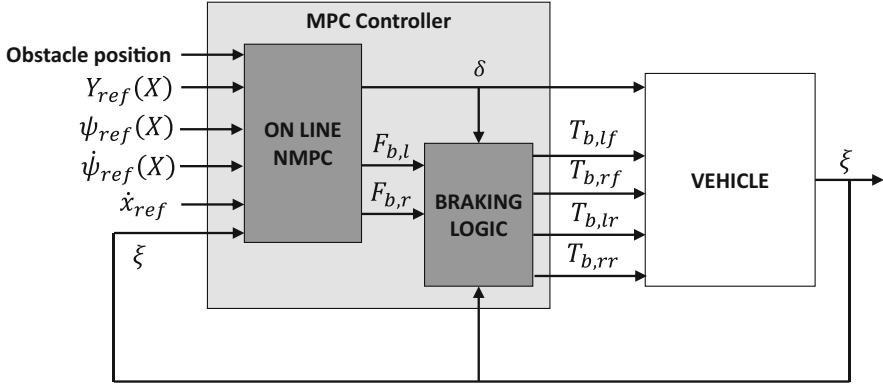 MPC Controller
Obstacle position
Y_ref(X)
ψ_ref(X)
ψ̇_ref(X)
ẋ_ref
ξ
ON LINE
NMPC
δ
F_b,l
F_b,r
BRAKING
LOGIC
T_b,lf
T_b,rf
T_b,lr
T_b,rr
VEHICLE
ξ